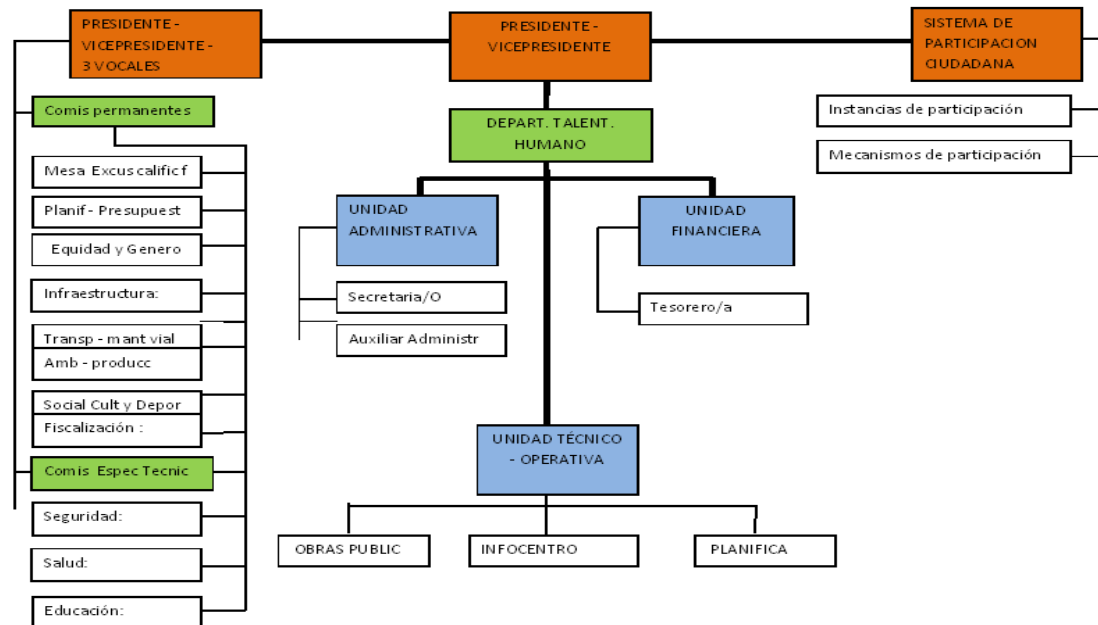 PRESIDENTE -
VICEPRESIDENTE -
3 VOCALES
PRESIDENTE -
VICEPRESIDENTE
SISTEMA DE
PARTICIPACION
CIUDADANA
Comis permanentes
Mesa Excus calific f
Planif - Presupuest
Equidad y Genero
Infraestructura:
Transp - mant vial
Amb - producc
Social Cult y Depor
Fiscalización :
Comis Espec Tecnic
Seguridad:
Salud:
Educación:
DEPART. TALENT.
HUMANO
UNIDAD
ADMINISTRATIVA
Secretaria/O
Auxiliar Administr
UNIDAD
FINANCIERA
Tesorero/a
UNIDAD TÉCNICO
- OPERATIVA
OBRAS PUBLIC
INFOCENTRO
PLANIFICA
Instancias de participación
Mecanismos de participación